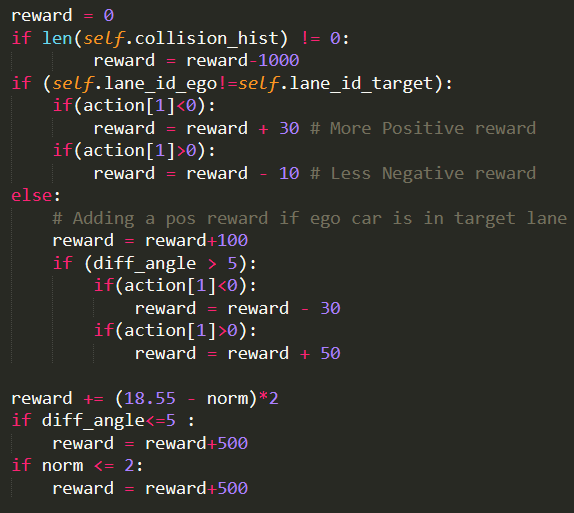 reward = 0
if len(self.collision_hist) != 0:
        reward = reward-1000
if (self.lane_id_ego!=self.lane_id_target):
    if(action[1]<0):
        reward = reward + 30 # More Positive reward
    if(action[1]>0):
        reward = reward - 10 # Less Negative reward
else:
    # Adding a pos reward if ego car is in target lane
    reward = reward+100
    if (diff_angle > 5):
        if(action[1]<0):
            reward = reward - 30
        if(action[1]>0):
            reward = reward + 50

reward += (18.55 - norm)*2
if diff_angle<=5 :
    reward = reward+500
if norm <= 2:
    reward = reward+500